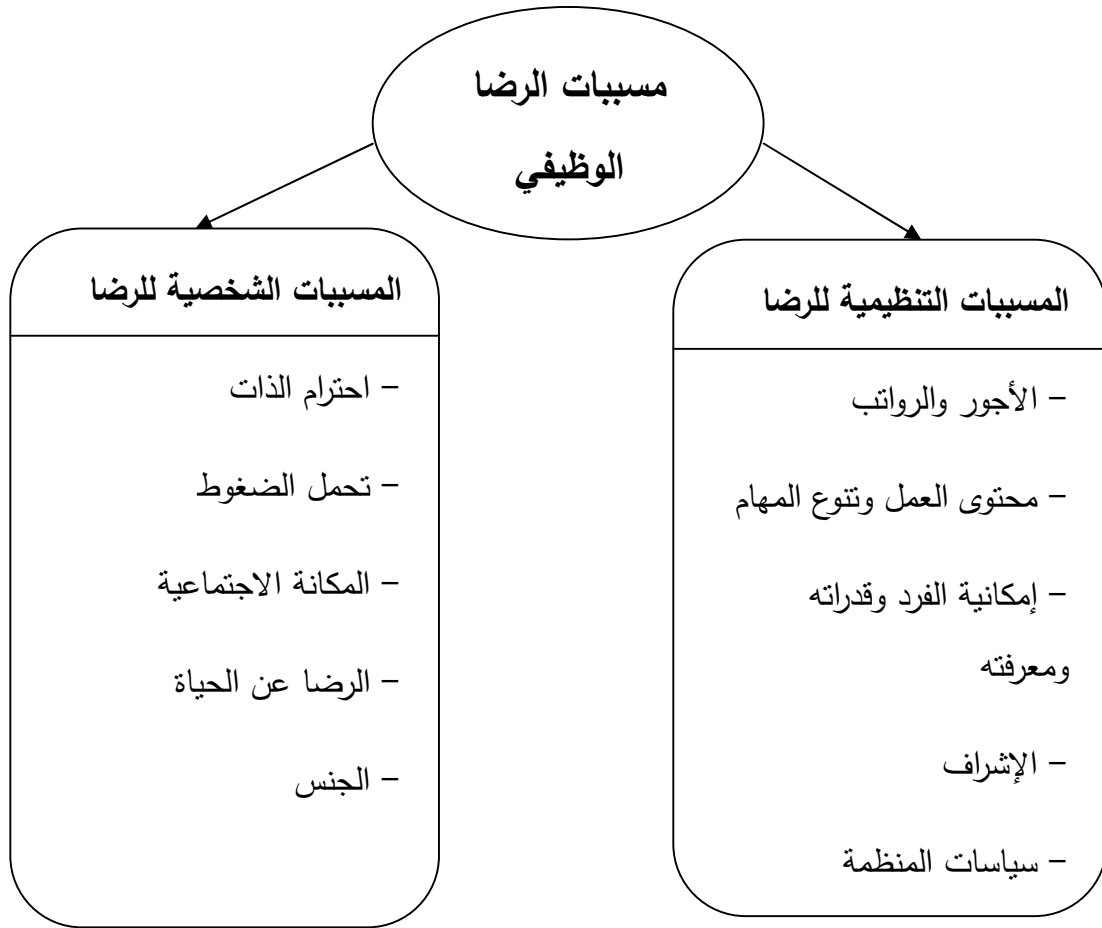 مسببات الرضا
الوظيفي
المسببات التنظيمية للرضا
– الأجور والرواتب
– محتوى العمل وتنوع المهام
– إمكانية الفرد وقدراته
ومعرفته
– الإشراف
– سياسات المنظمة
المسببات الشخصية للرضا
– احترام الذات
– تحمل الضغوط
– المكانة الاجتماعية
– الرضا عن الحياة
– الجنس